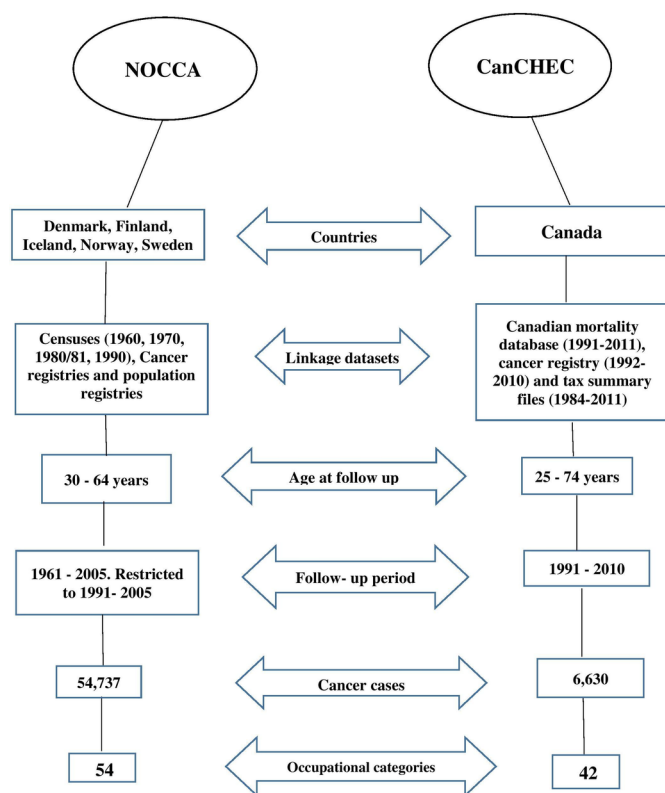 NOCCA
CanCHEC
Denmark, Finland,
Iceland, Norway, Sweden
Countries
Canada
Censuses (1960, 1970,
1980/81, 1990), Cancer
registries and population
registries
Linkage datasets
Canadian mortality
database (1991-2011),
cancer registry (1992-
2010) and tax summary
files (1984-2011)
30 - 64 years
Age at follow up
25 - 74 years
1961 - 2005. Restricted
to 1991- 2005
Follow- up period
1991 - 2010
54,737
Cancer cases
6,630
54
Occupational categories
42